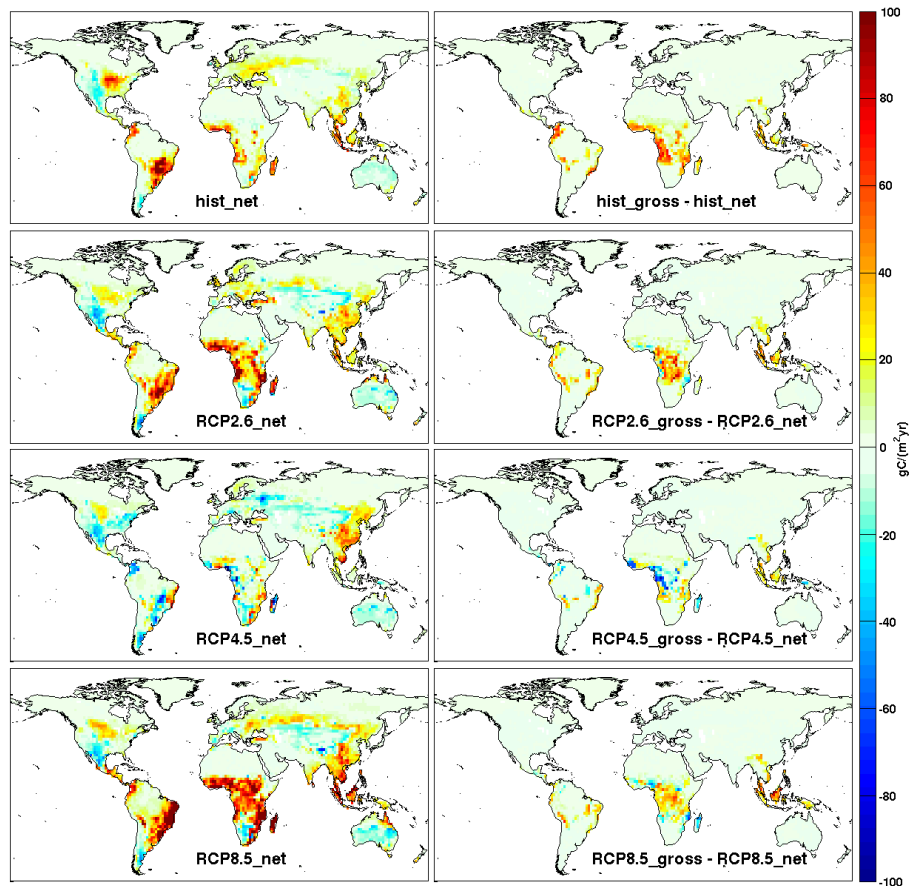 hist_net
hist_gross - hist_net
RCP2.6_net
RCP2.6_gross - RCP2.6_net
RCP4.5_net
RCP4.5_gross - RCP4.5_net
RCP8.5_net
RCP8.5_gross - RCP8.5_net
100
80
60
40
20
0
-20
-40
-60
-80
-100
gC/(m²yr)